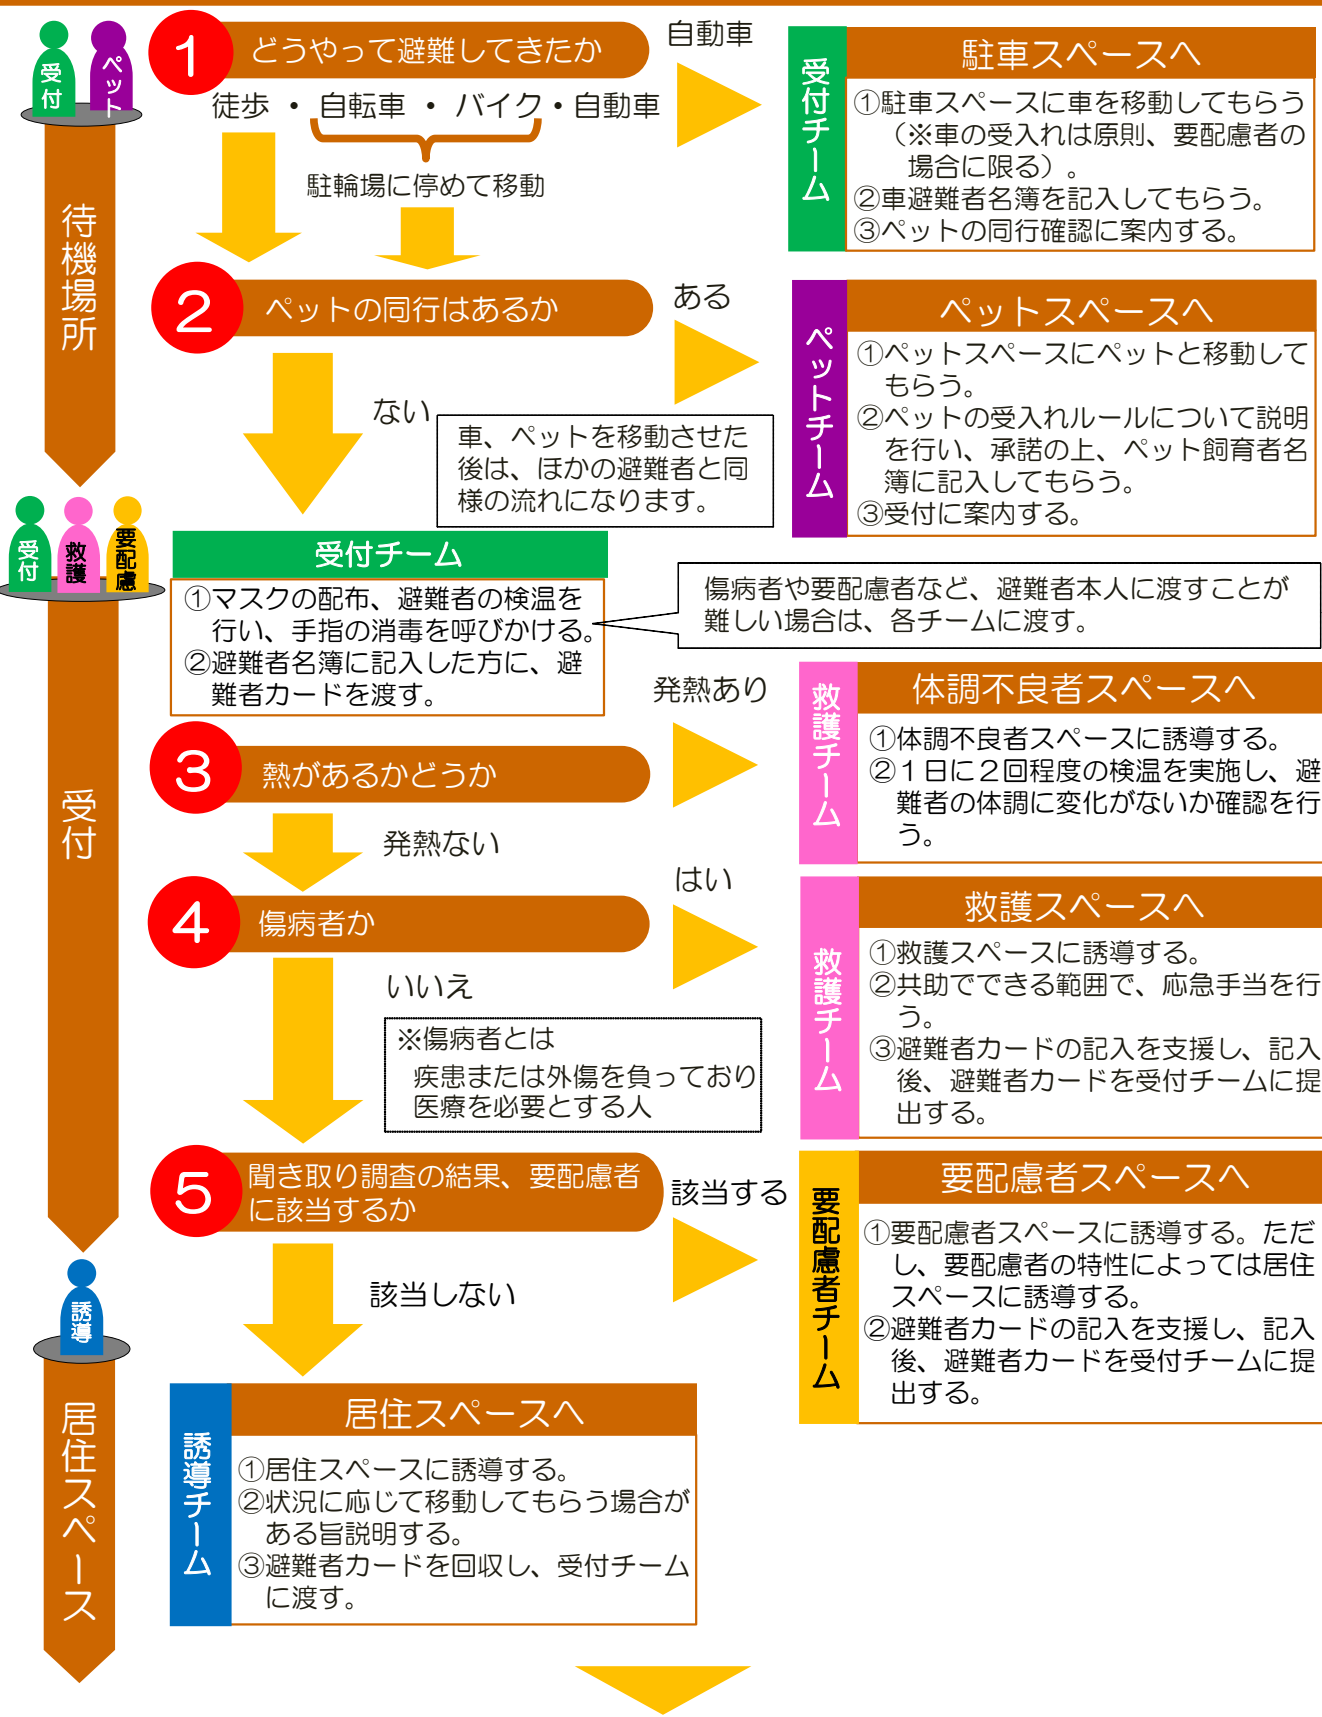 受付
ペット
待機場所
1
どうやって避難してきたか
自動車
徒歩 ・ 自転車 ・ バイク・自動車
駐輪場に停めて移動
受付チーム
駐車スペースへ
①駐車スペースに車を移動してもらう
（※車の受入れは原則、要配慮者の
場合に限る）。
②車避難者名簿を記入してもらう。
③ペットの同行確認に案内する。
2
ペットの同行はあるか
ある
ない
車、ペットを移動させた
後は、ほかの避難者と同
様の流れになります。
ペットチーム
ペットスペースへ
①ペットスペースにペットと移動して
もらう。
②ペットの受入れルールについて説明
を行い、承諾の上、ペット飼育者名
簿に記入してもらう。
③受付に案内する。
受付
救護
要配慮
受付
受付チーム
①マスクの配布、避難者の検温を
行い、手指の消毒を呼びかける。
②避難者名簿に記入した方に、避
難者カードを渡す。
傷病者や要配慮者など、避難者本人に渡すことが
難しい場合は、各チームに渡す。
3
熱があるかどうか
発熱あり
発熱ない
救護チーム
体調不良者スペースへ
①体調不良者スペースに誘導する。
②１日に２回程度の検温を実施し、避
難者の体調に変化がないか確認を行
う。
4
傷病者か
はい
いいえ
※傷病者とは
疾患または外傷を負っており
医療を必要とする人
救護チーム
救護スペースへ
①救護スペースに誘導する。
②共助でできる範囲で、応急手当を行
う。
③避難者カードの記入を支援し、記入
後、避難者カードを受付チームに提
出する。
5
聞き取り調査の結果、要配慮者
に該当するか
該当する
該当しない
要配慮者チーム
要配慮者スペースへ
①要配慮者スペースに誘導する。ただ
し、要配慮者の特性によっては居住
スペースに誘導する。
②避難者カードの記入を支援し、記入
後、避難者カードを受付チームに提
出する。
誘導
居住スペース
誘導チーム
居住スペースへ
①居住スペースに誘導する。
②状況に応じて移動してもらう場合が
ある旨説明する。
③避難者カードを回収し、受付チーム
に渡す。